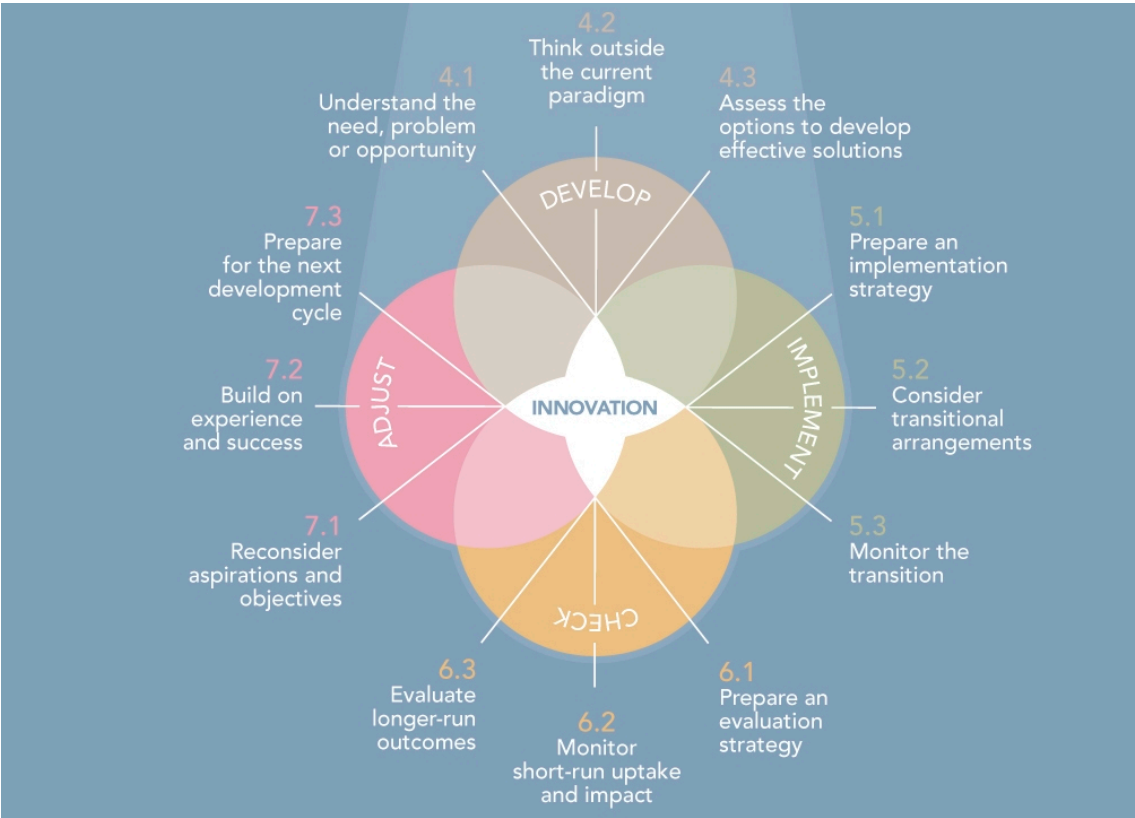 4.1
Understand the
need, problem
or opportunity
4.2
Think outside
the current
paradigm
4.3
Assess the
options to develop
effective solutions
DEVELOP
5.1
Prepare an
implementation
strategy
5.2
Consider
transitional
arrangements
5.3
Monitor the
transition
IMPLEMENT
6.1
Prepare an
evaluation
strategy
6.2
Monitor
short-run uptake
and impact
6.3
Evaluate
longer-run
outcomes
CHECK
7.1
Reconsider
aspirations and
objectives
7.2
Build on
experience
and success
7.3
Prepare
for the next
development
cycle
ADJUST
INNOVATION